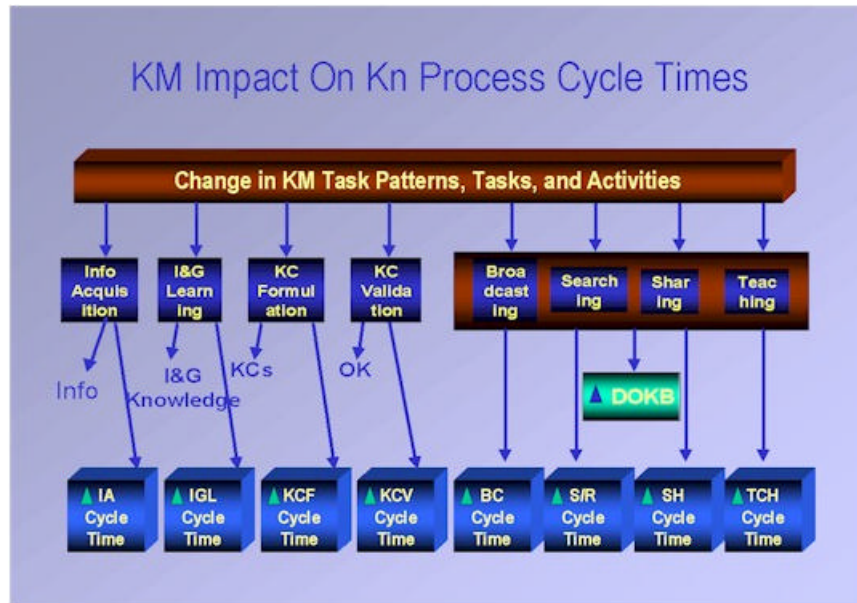 KM Impact On Kn Process Cycle Times
Change in KM Task Patterns, Tasks, and Activities
Info
Acquis
ition
I&G
Learn
ing
KC
Formul
ation
KC
Valida
tion
Broa
dcast
ing
Search
ing
Shar
ing
Teac
hing
Info
I&G
Knowledge
KCs
OK
DOKB
IA
Cycle
Time
IGL
Cycle
Time
KCF
Cycle
Time
KCV
Cycle
Time
BC
Cycle
Time
S/R
Cycle
Time
SH
Cycle
Time
TCH
Cycle
Time